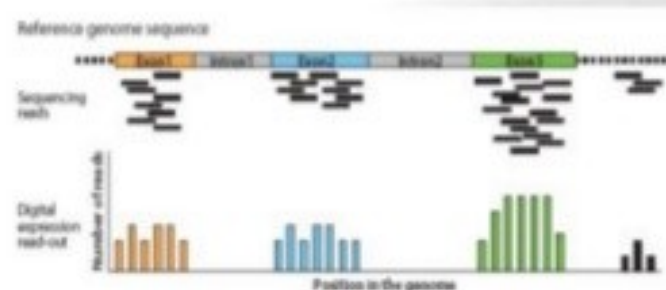 Reference genome sequence
Exon1 Intron1 Exon2 Intron2 Exon3
Sequencing
reads
Digital
expression
read-out
Number of reads
Position in the genome